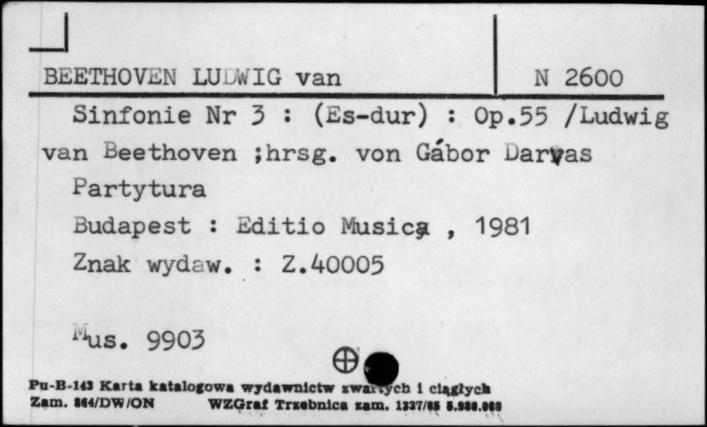 BEETHOVEN LUDWIG van N 2600
Sinfonie Nr 3 : (Es-dur) : Op.55 /Ludwig
van Beethoven ;hrsg. von Gábor Darvas
Partytura
Budapest : Editio Musica , 1981
Znak wydaw. : Z.40005
Mus. 9903
Pu-B-143 Karta katalogowa wydawnictw zwartych i ciągłych
Zam. 864/DW/ON WZGraf Trzebnica zam. 1337/85